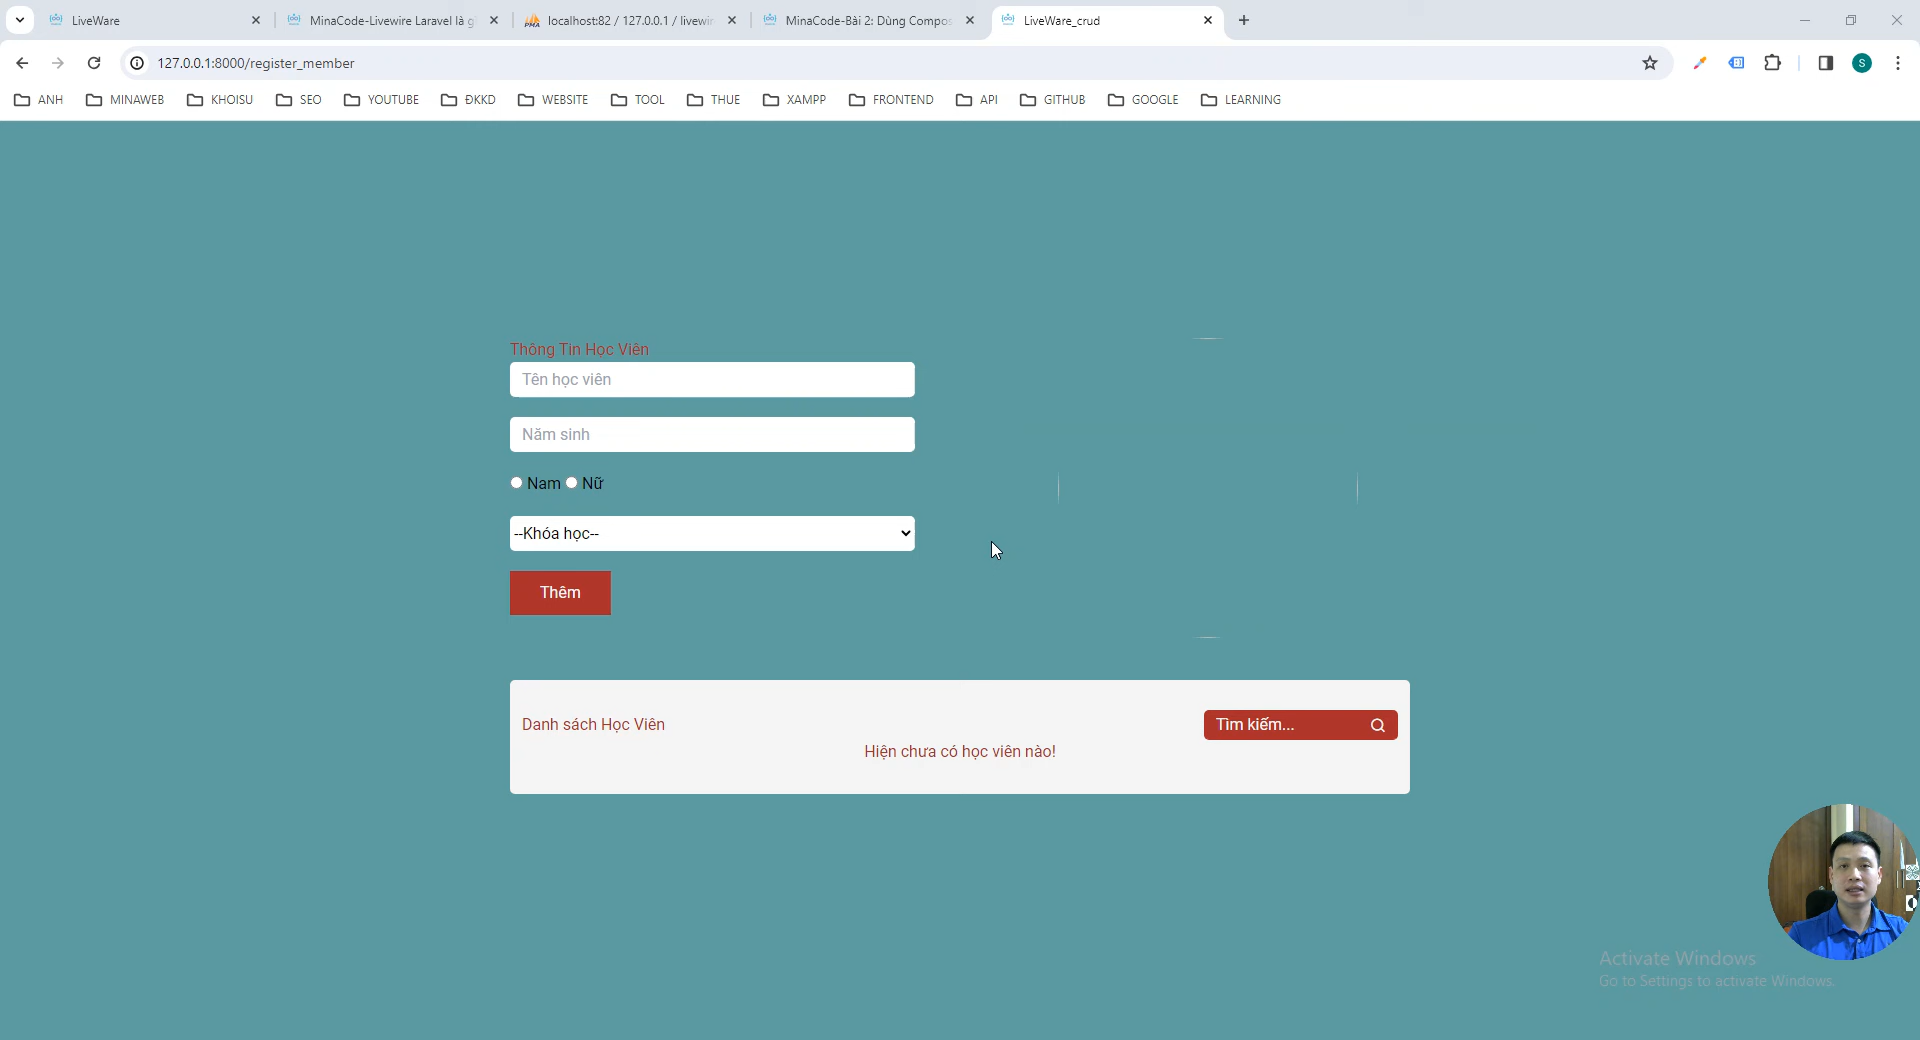 LiveWare
MinaCode-Livewire Laravel là g
localhost:82 / 127.0.0.1 / livewir
MinaCode-Bài 2: Dùng Compos
LiveWare_crud
127.0.0.1:8000/register_member
S
ANH
MINAWEB
KHOISU
SEO
YOUTUBE
ĐKKD
WEBSITE
TOOL
THUE
XAMPP
FRONTEND
API
GITHUB
GOOGLE
LEARNING
Thông Tin Học Viên
Tên học viên
Năm sinh
Nam
Nữ
--Khóa học--
Thêm
Danh sách Học Viên
Tìm kiếm...
Hiện chưa có học viên nào!
Activate Windows
Go to Settings to activate Windows.